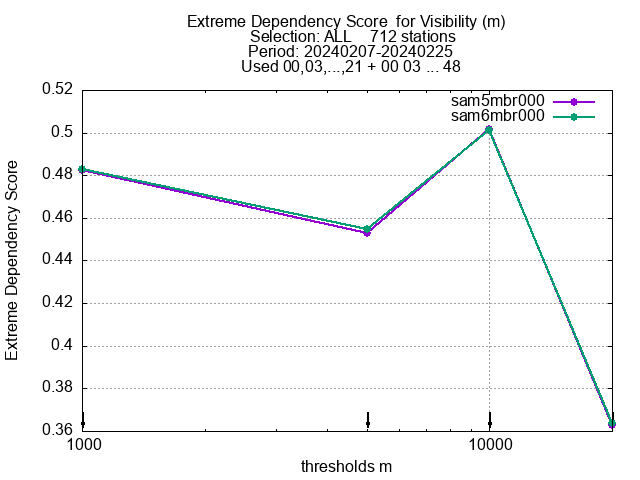 Extreme Dependency Score  for Visibility (m)
Selection: ALL    712 stations
Period: 20240207-20240225
Used 00,03,...,21 + 00 03 ... 48
sam5mbr000
sam6mbr000
0.52
0.5
0.48
0.46
0.44
0.42
0.4
0.38
0.36
Extreme Dependency Score
1000
10000
thresholds m